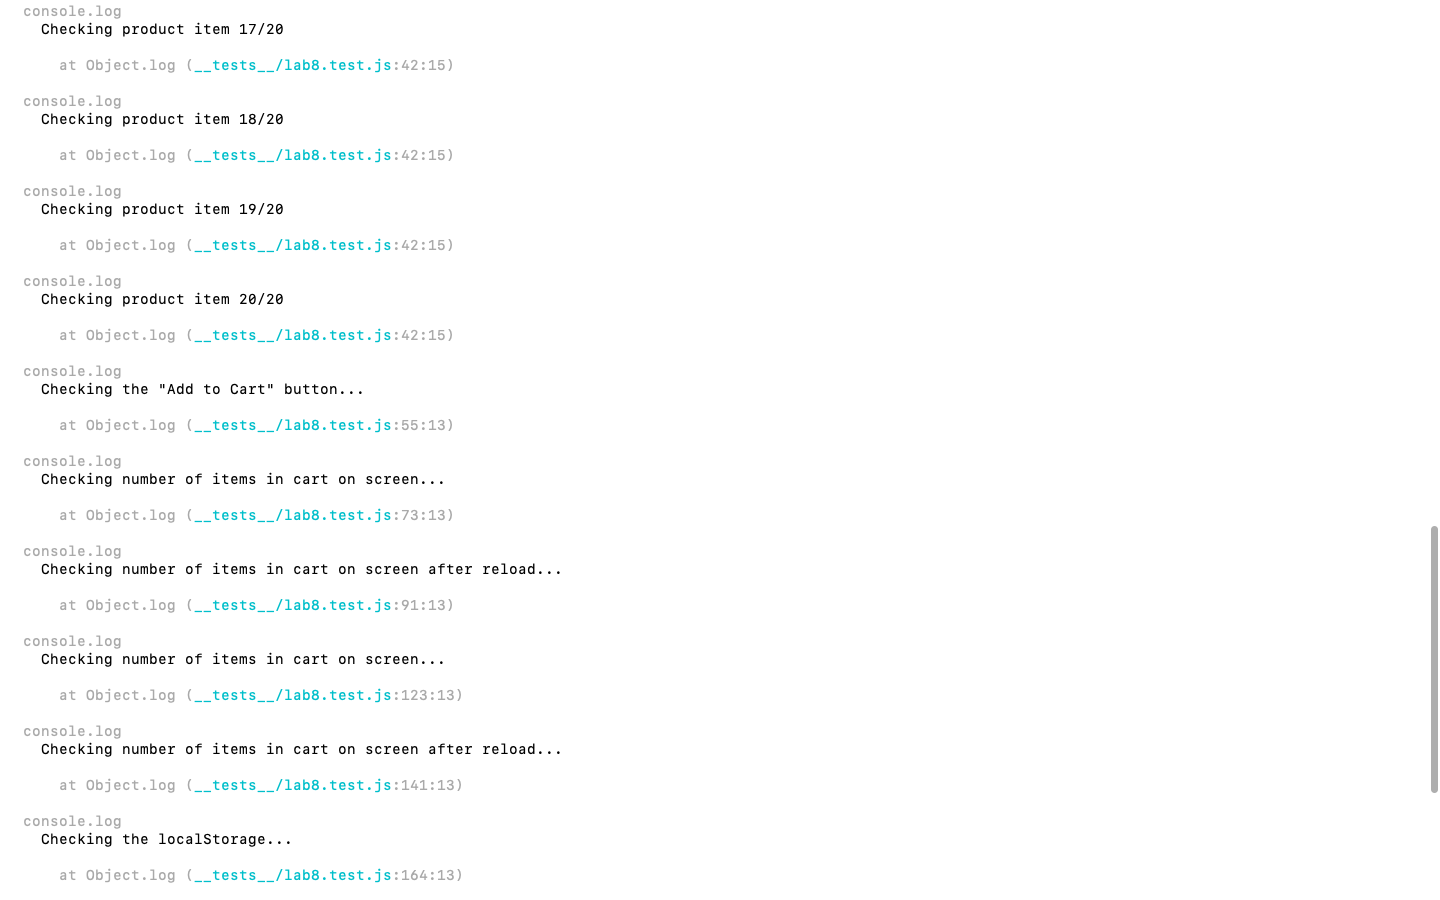 console.log
Checking product item 17/20
at Object.log (__tests__/lab8.test.js:42:15)
console.log
Checking product item 18/20
at Object.log (__tests__/lab8.test.js:42:15)
console.log
Checking product item 19/20
at Object.log (__tests__/lab8.test.js:42:15)
console.log
Checking product item 20/20
at Object.log (__tests__/lab8.test.js:42:15)
console.log
Checking the "Add to Cart" button...
at Object.log (__tests__/lab8.test.js:55:13)
console.log
Checking number of items in cart on screen...
at Object.log (__tests__/lab8.test.js:73:13)
console.log
Checking number of items in cart on screen after reload...
at Object.log (__tests__/lab8.test.js:91:13)
console.log
Checking number of items in cart on screen...
at Object.log (__tests__/lab8.test.js:123:13)
console.log
Checking number of items in cart on screen after reload...
at Object.log (__tests__/lab8.test.js:141:13)
console.log
Checking the localStorage...
at Object.log (__tests__/lab8.test.js:164:13)